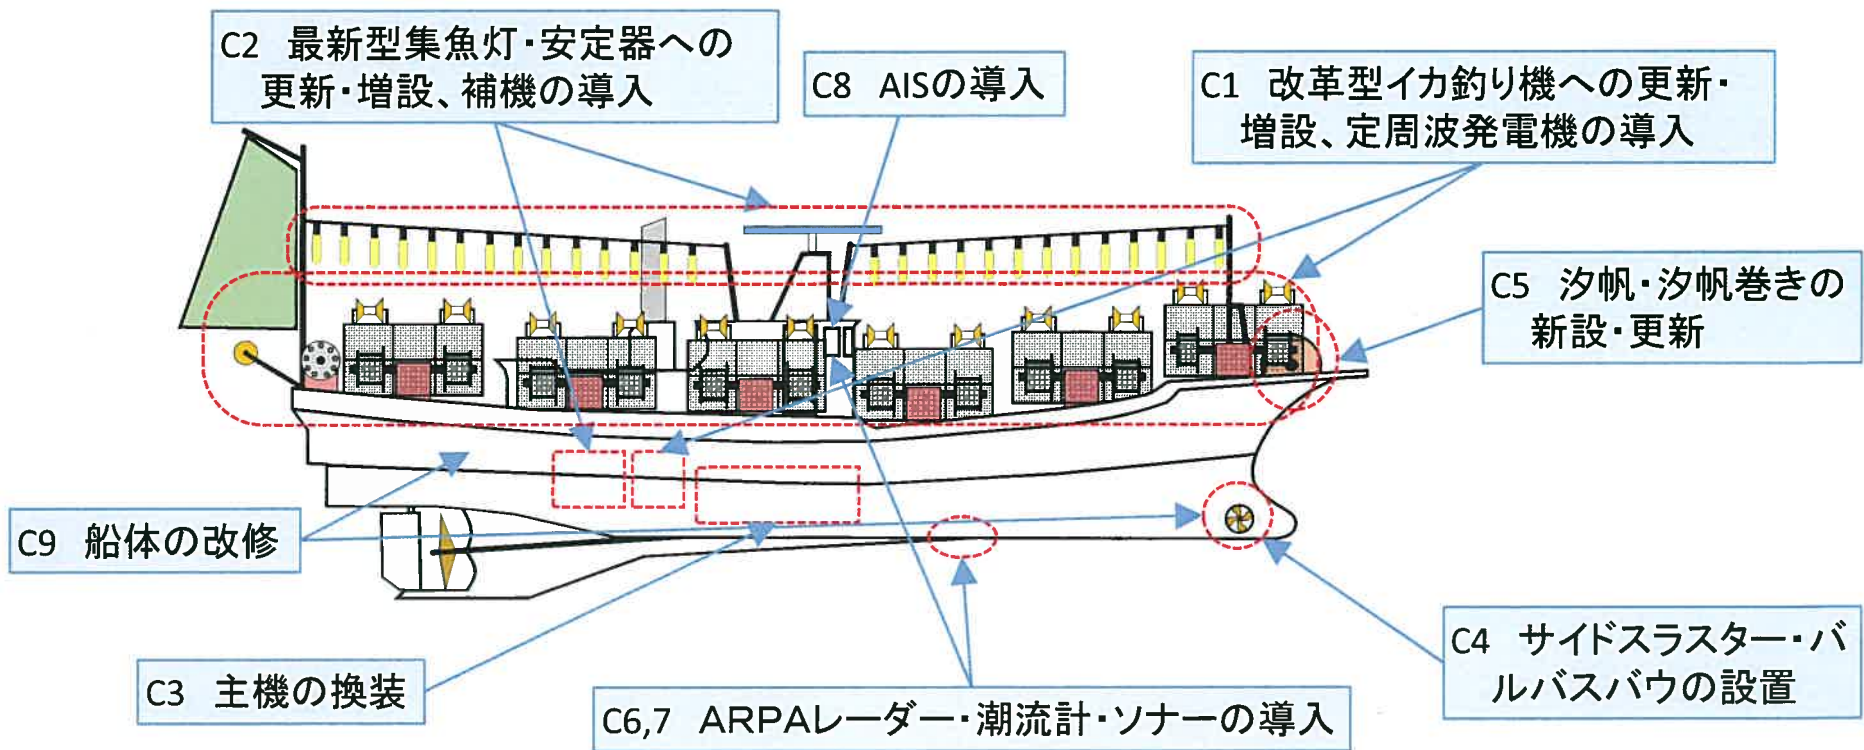 C2 最新型集魚灯・安定器への
更新・増設、補機の導入
C8 AISの導入
C1 改革型イカ釣り機への更新・
増設、定周波発電機の導入
C5 汐帆・汐帆巻きの
新設・更新
C9 船体の改修
C3 主機の換装
C6,7 ARPAレーダー・潮流計・ソナーの導入
C4 サイドスラスター・バ
ルバスバウの設置